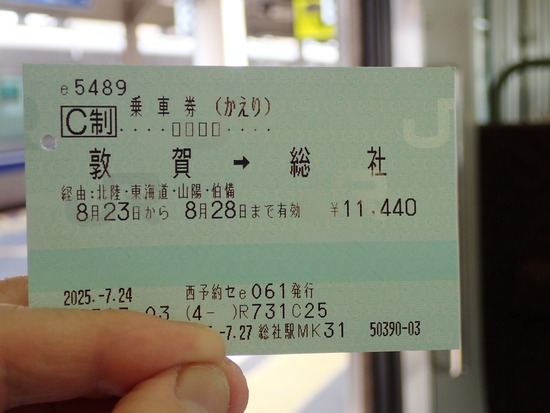 e5489
C制 乗車券 (かえり)
‥‥□□□□‥‥
敦賀 → 総社
経由:北陸・東海道・山陽・伯備
8月23日から 8月28日まで有効 ¥11,440
2025.-7.24 西予約セe061発行
03 (4- )R731C25
-7.27 総社駅MK31 50390-03